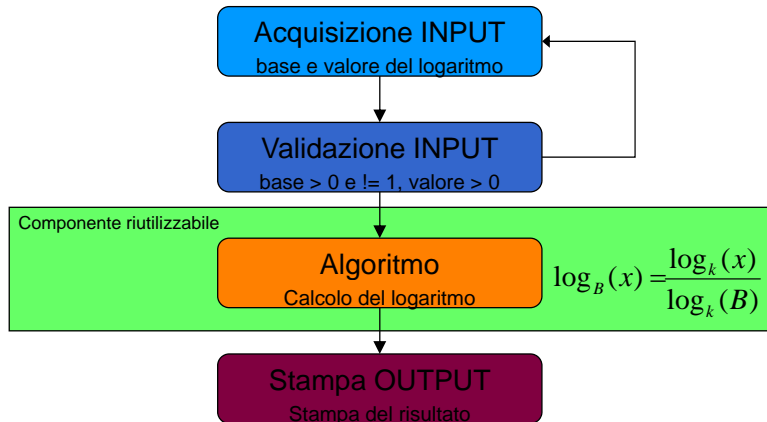 Acquisizione INPUT
base e valore del logaritmo
Validazione INPUT
base > 0 e != 1, valore > 0
Componente riutilizzabile
Algoritmo
Calcolo del logaritmo
log_B(x) = log_k(x) / log_k(B)
Stampa OUTPUT
Stampa del risultato